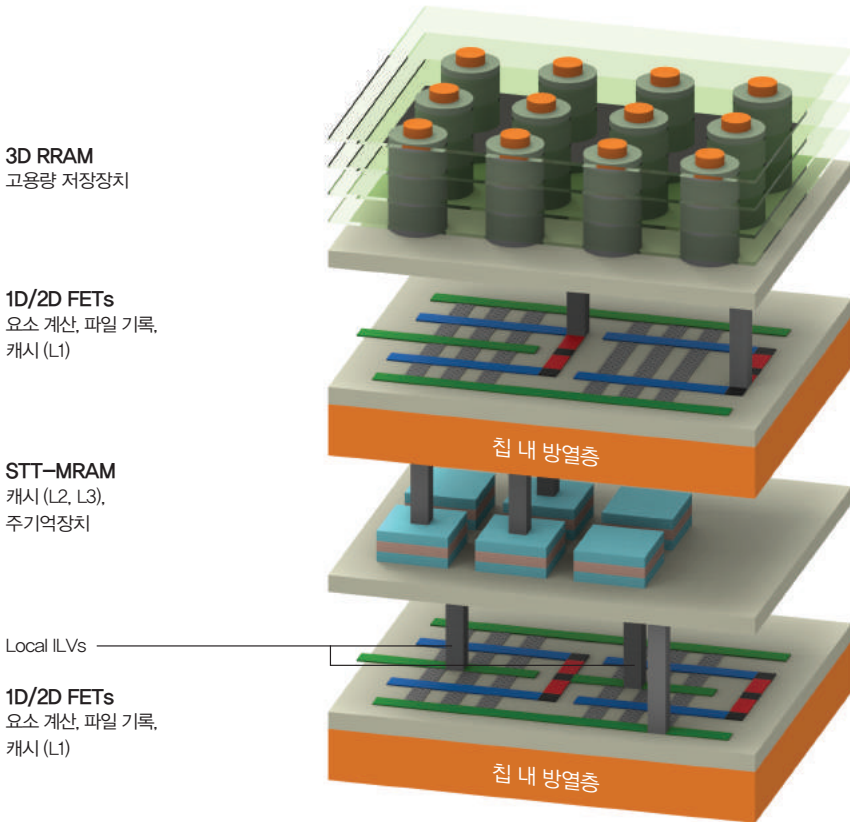 3D RRAM
고용량 저장장치
1D/2D FETs
요소 계산, 파일 기록,
캐시 (L1)
칩 내 방열층
STT-MRAM
캐시 (L2, L3),
주기억장치
Local ILVs
1D/2D FETs
요소 계산, 파일 기록,
캐시 (L1)
칩 내 방열층